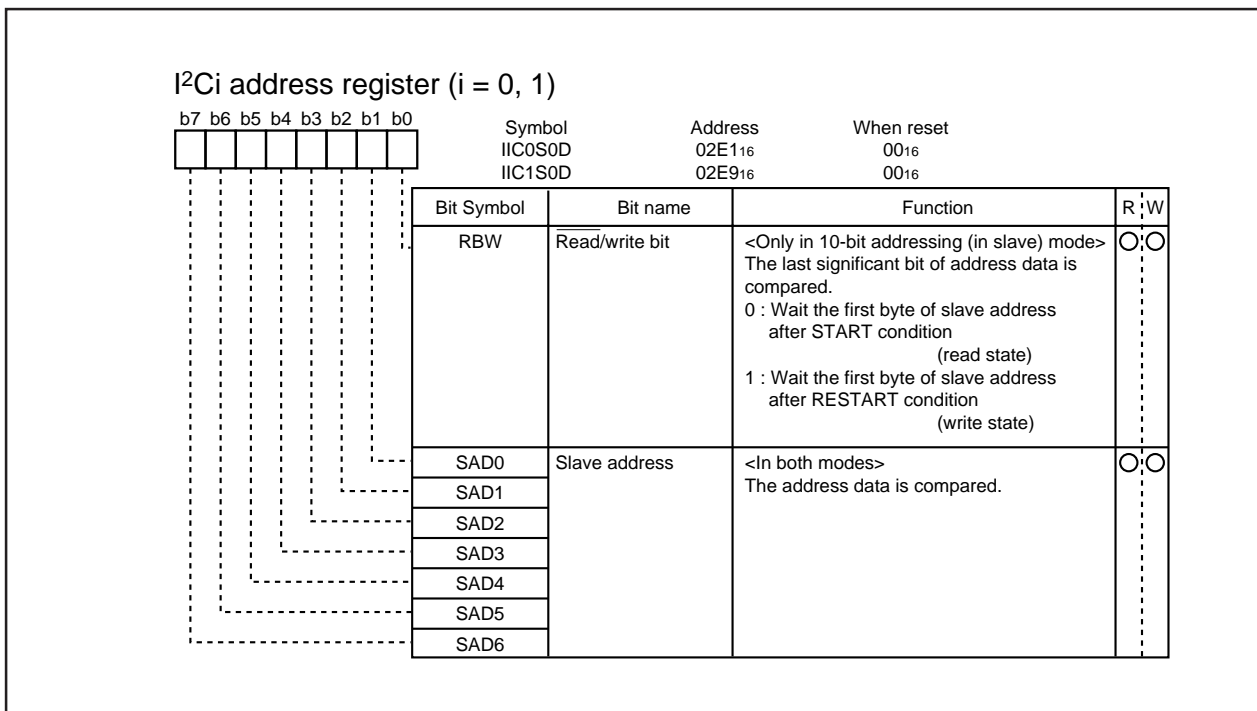 I²Ci address register (i = 0, 1)
b7 b6 b5 b4 b3 b2 b1 b0
Symbol Address When reset
IIC0S0D 02E1₁₆ 00₁₆
IIC1S0D 02E9₁₆ 00₁₆
Bit Symbol Bit name Function R W
RBW Read/write bit <Only in 10-bit addressing (in slave) mode>
The last significant bit of address data is
compared.
0 : Wait the first byte of slave address
after START condition
(read state)
1 : Wait the first byte of slave address
after RESTART condition
(write state)
SAD0 Slave address <In both modes>
SAD1 The address data is compared.
SAD2
SAD3
SAD4
SAD5
SAD6